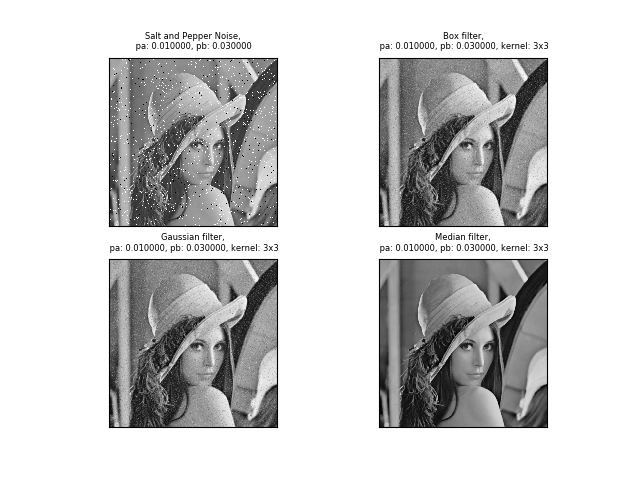 Salt and Pepper Noise,
pa: 0.010000, pb: 0.030000
Box filter,
pa: 0.010000, pb: 0.030000, kernel: 3x3
Gaussian filter,
pa: 0.010000, pb: 0.030000, kernel: 3x3
Median filter,
pa: 0.010000, pb: 0.030000, kernel: 3x3